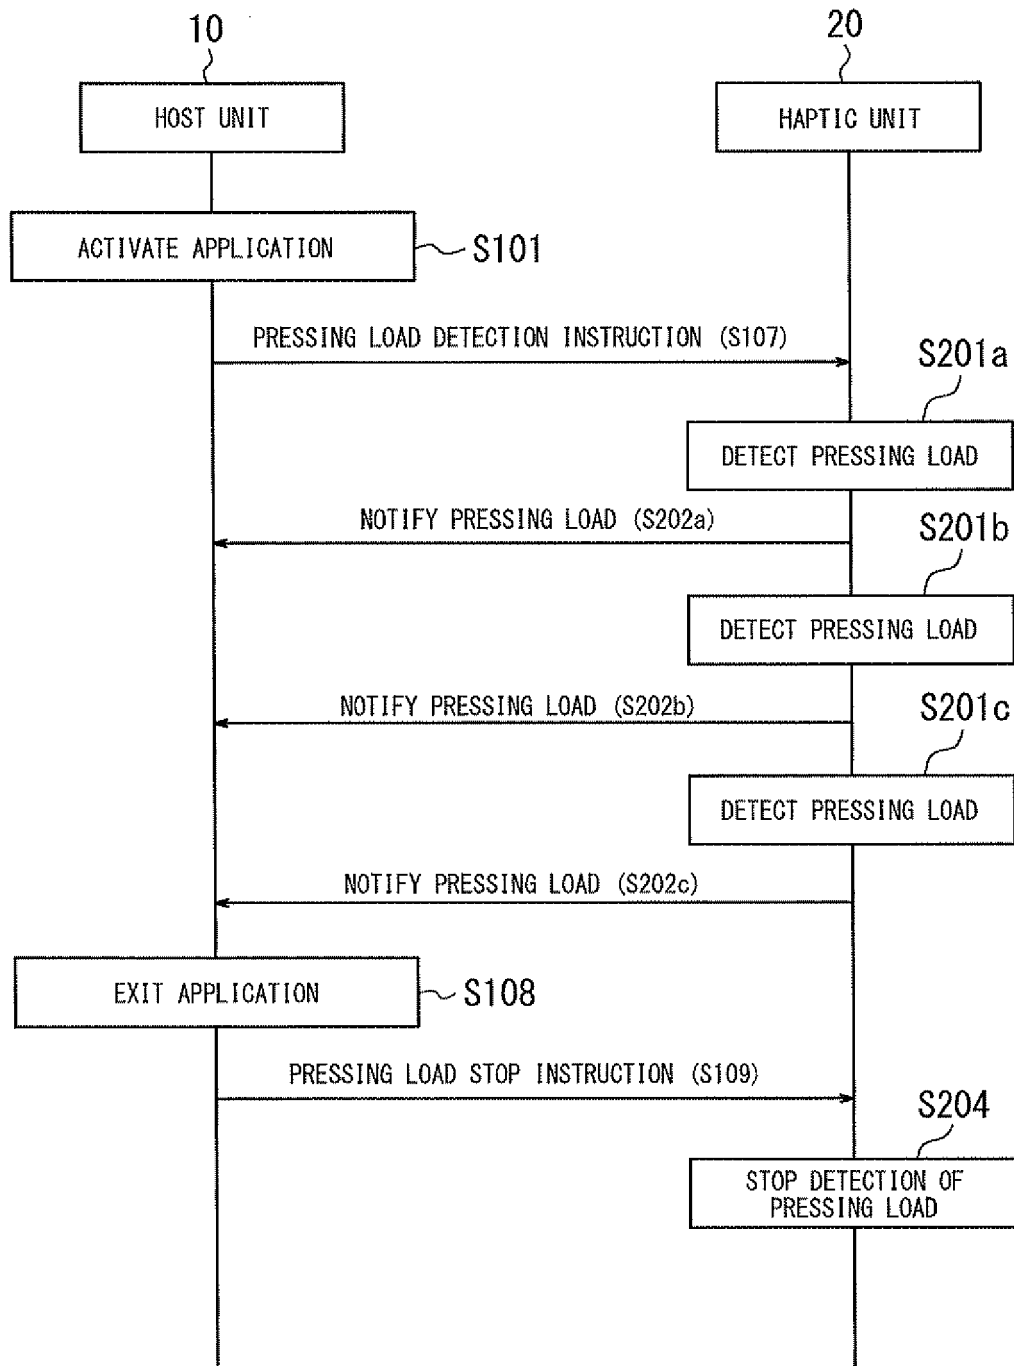 10
20
HOST UNIT
HAPTIC UNIT
ACTIVATE APPLICATION
S101
PRESSING LOAD DETECTION INSTRUCTION (S107)
S201a
DETECT PRESSING LOAD
NOTIFY PRESSING LOAD (S202a)
S201b
DETECT PRESSING LOAD
NOTIFY PRESSING LOAD (S202b)
S201c
DETECT PRESSING LOAD
NOTIFY PRESSING LOAD (S202c)
EXIT APPLICATION
S108
PRESSING LOAD STOP INSTRUCTION (S109)
S204
STOP DETECTION OF
PRESSING LOAD